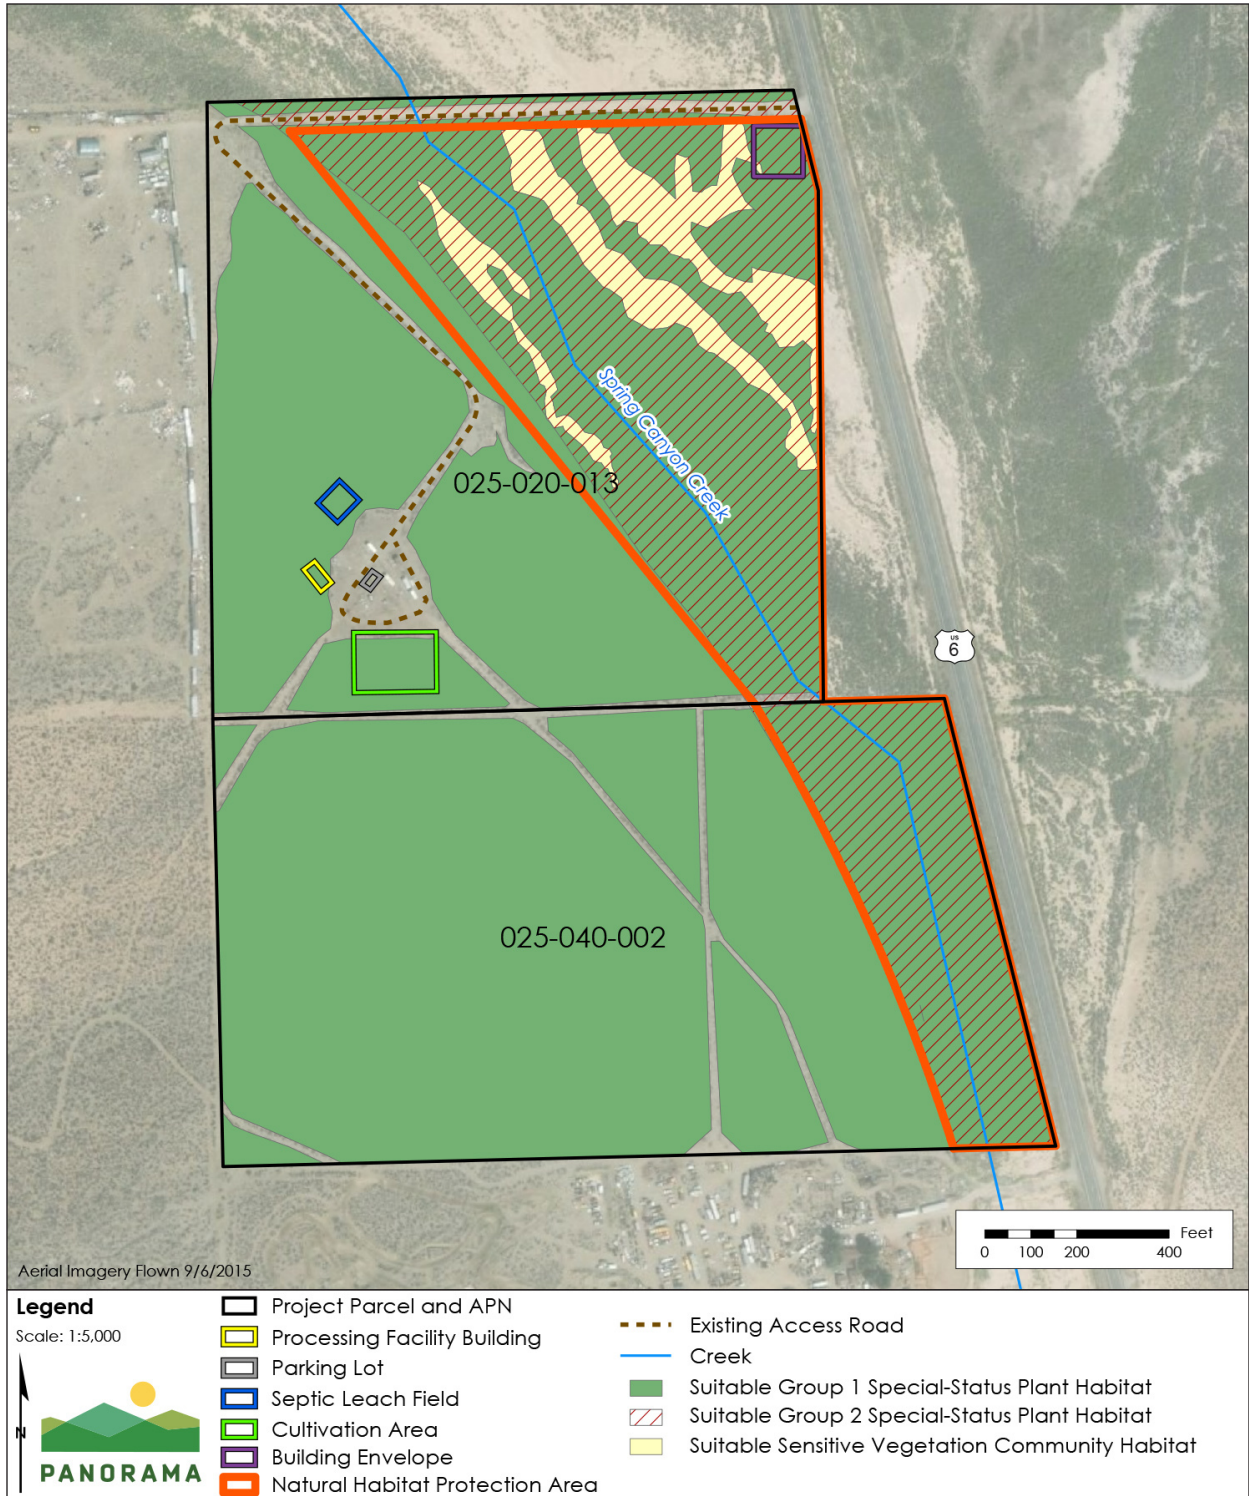 Spring Canyon Creek
025-020-013
US
6
025-040-002
Feet
0 100 200 400
Aerial Imagery Flown 9/6/2015
Legend
Scale: 1:5,000
N
PANORAMA
Project Parcel and APN
Processing Facility Building
Parking Lot
Septic Leach Field
Cultivation Area
Building Envelope
Natural Habitat Protection Area
Existing Access Road
Creek
Suitable Group 1 Special-Status Plant Habitat
Suitable Group 2 Special-Status Plant Habitat
Suitable Sensitive Vegetation Community Habitat